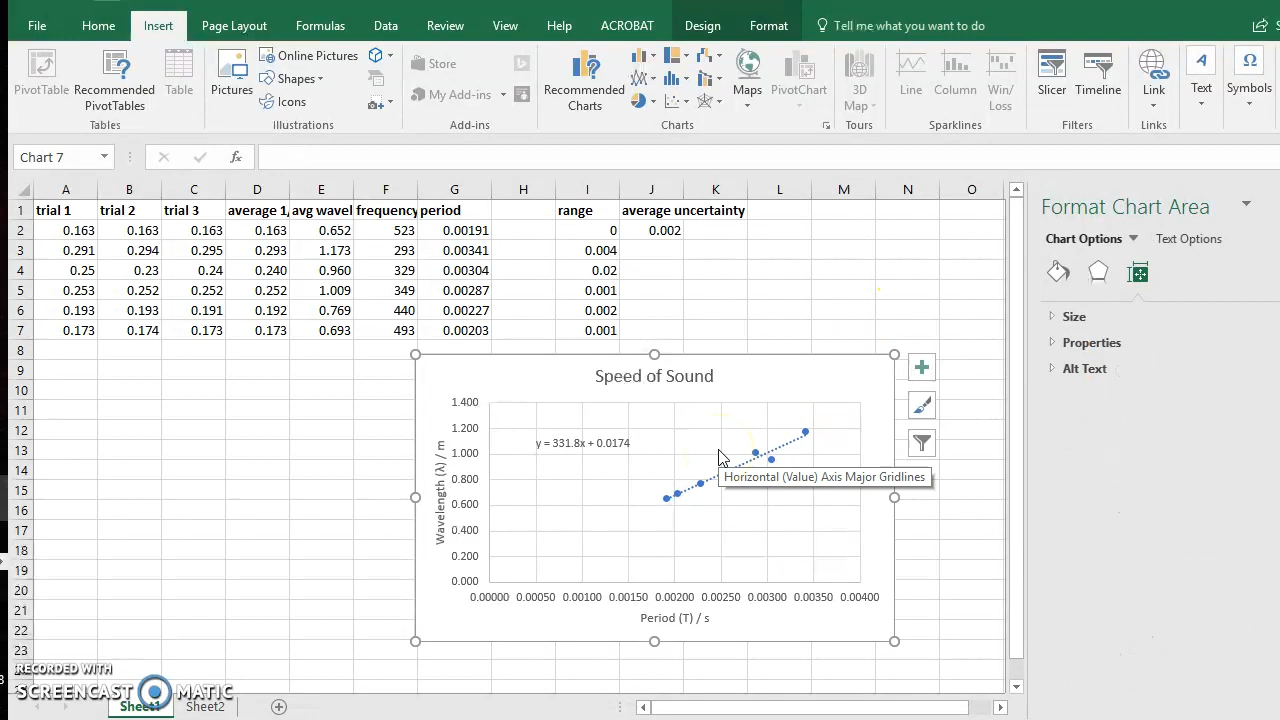 File Home Insert Page Layout Formulas Data Review View Help ACROBAT Design Format Tell me what you want to do
PivotTable Recommended PivotTables Table
Pictures Online Pictures Shapes Icons
Store My Add-ins
Recommended Charts
Maps PivotChart 3D Map
Line Column Win/Loss
Slicer Timeline Link Text Symbols
Tables Illustrations Add-ins Charts Tours Sparklines Filters Links
Chart 7 fx
A B C D E F G H I J K L M N O
1 trial 1 trial 2 trial 3 average 1, avg wavel frequency period range average uncertainty
2 0.163 0.163 0.163 0.163 0.652 523 0.00191 0 0.002
3 0.291 0.294 0.295 0.293 1.173 293 0.00341 0.004
4 0.25 0.23 0.24 0.240 0.960 329 0.00304 0.02
5 0.253 0.252 0.252 0.252 1.009 349 0.00287 0.001
6 0.193 0.193 0.191 0.192 0.769 440 0.00227 0.002
7 0.173 0.174 0.173 0.173 0.693 493 0.00203 0.001
8
9
10
11
12
13
14
15
16
17
18
19
20
21
22
23
Speed of Sound
1.400
1.200
1.000
0.800
0.600
0.400
0.200
0.000
y = 331.8x + 0.0174
Wavelength (λ) / m
Horizontal (Value) Axis Major Gridlines
0.00000 0.00050 0.00100 0.00150 0.00200 0.00250 0.00300 0.00350 0.00400
Period (T) / s
Format Chart Area
Chart Options Text Options
Size
Properties
Alt Text
RECORDED WITH
SCREENCAST MATIC
Sheet1 Sheet2